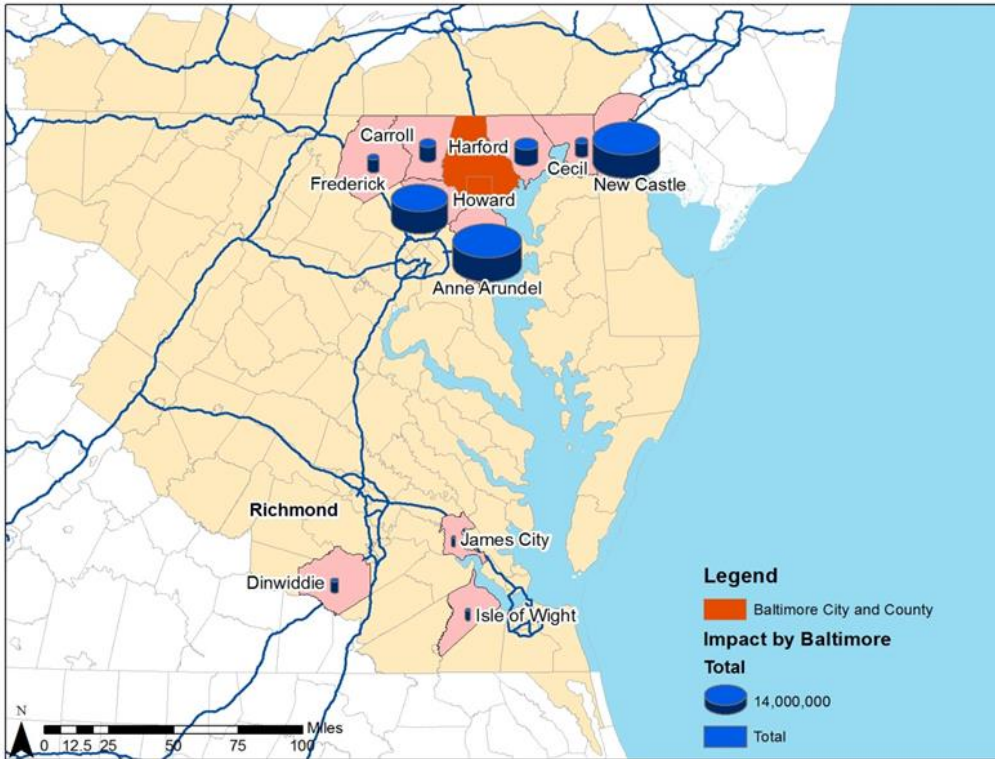 Carroll
Harford
Frederick
Cecil
New Castle
Howard
Anne Arundel
Richmond
James City
Dinwiddie
Isle of Wight
Legend
Baltimore City and County
Impact by Baltimore
Total
14,000,000
Total
N
Miles
0 12.5 25 50 75 100